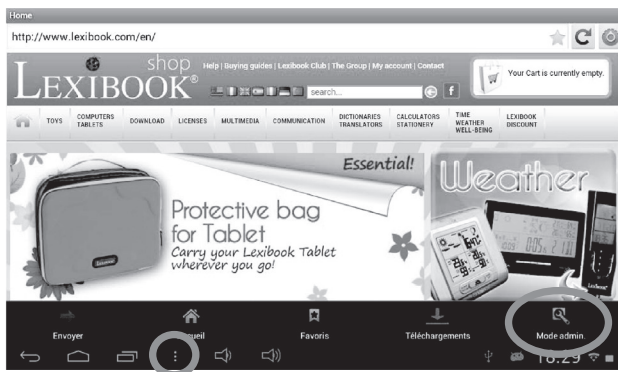 Home
http://www.lexibook.com/en/
LEXIBOOK® shop
Help | Buying guides | Lexibook Club | The Group | My account | Contact
search...
Your Cart is currently empty.
TOYS
COMPUTERS TABLETS
DOWNLOAD
LICENSES
MULTIMEDIA
COMMUNICATION
DICTIONARIES TRANSLATORS
CALCULATORS STATIONERY
TIME WEATHER WELL-BEING
LEXIBOOK DISCOUNT
Essential!
Protective bag
for Tablet
Carry your Lexibook Tablet
wherever you go!
Weather
Envoyer
Favoris
Téléchargements
Mode admin.
18:29